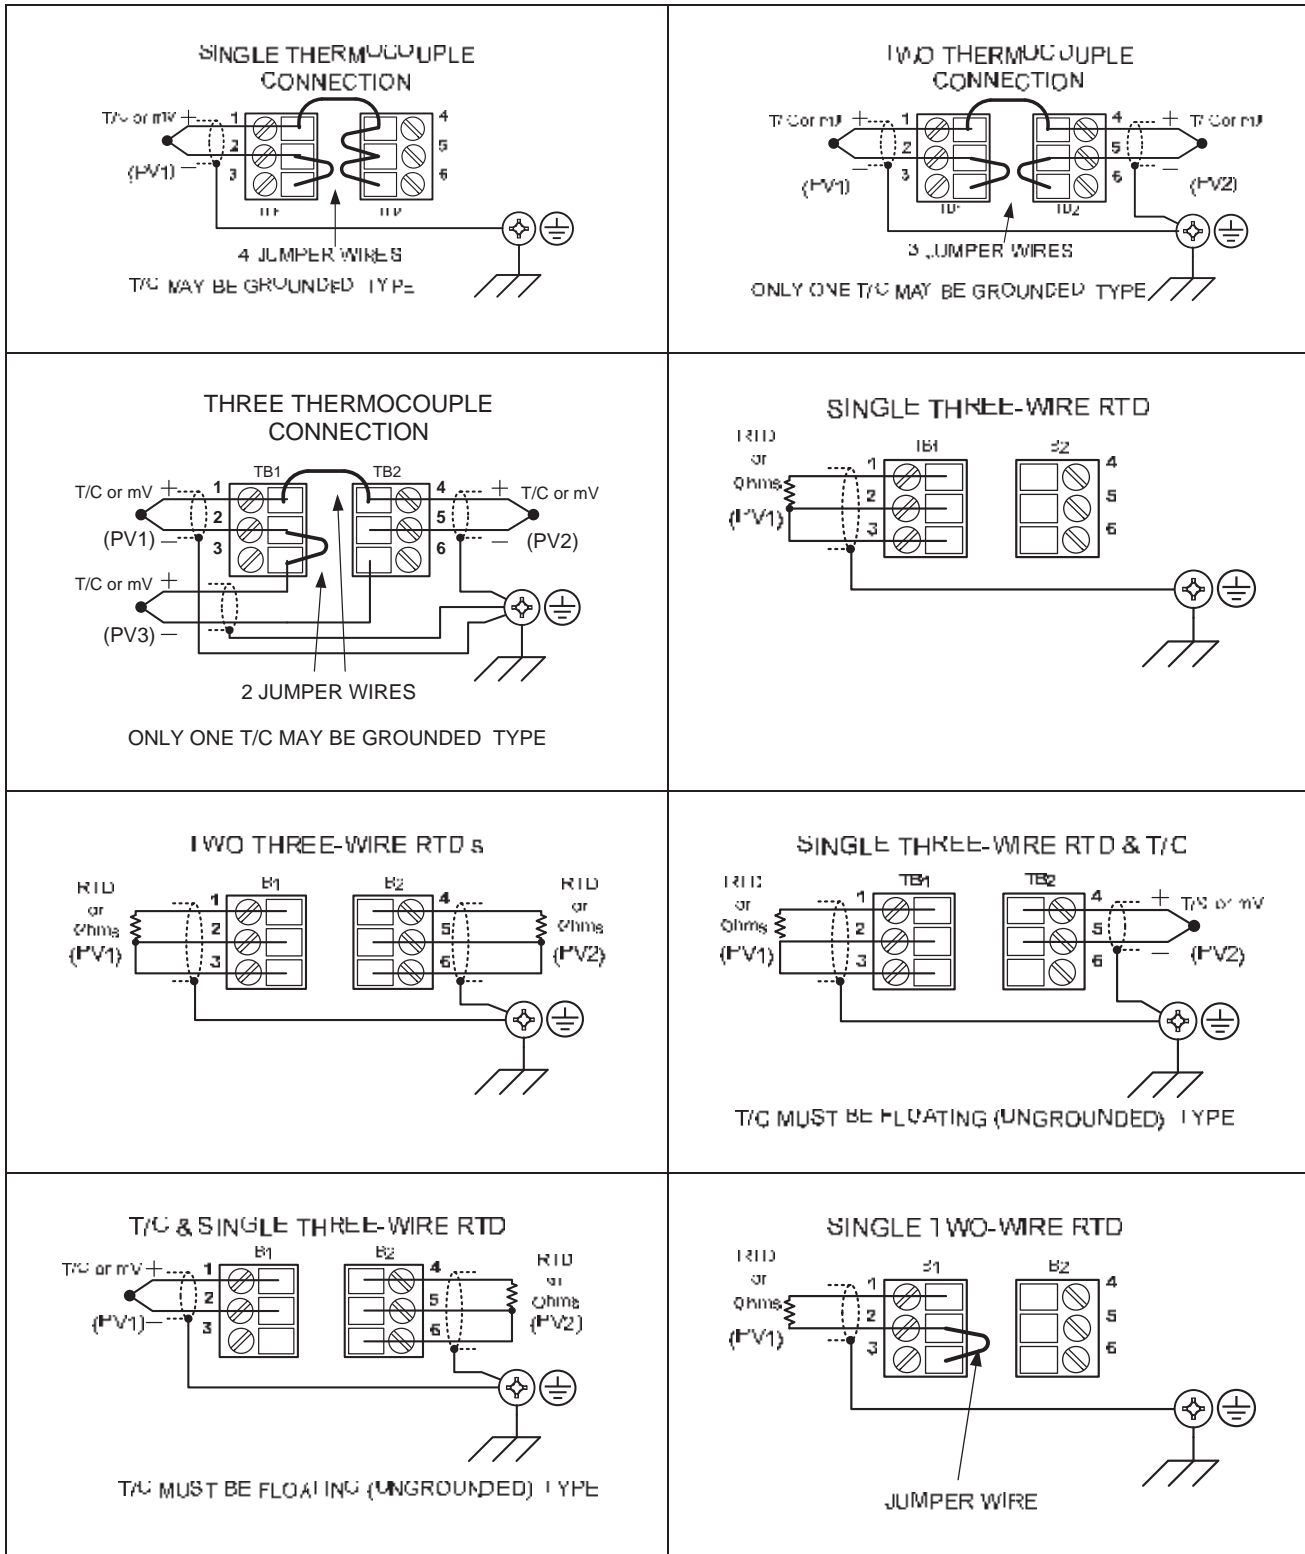 SINGLE THERMOCOUPLE
CONNECTION
T/C or mV +
1
2
3
4
5
6
(PV1) −
4 JUMPER WIRES
T/C MAY BE GROUNDED TYPE
TWO THERMOCOUPLE
CONNECTION
T/C or mV +
1
2
3
4
5
6
+ T/C or mV
(PV1) −
− (PV2)
TB1 TB2
3 JUMPER WIRES
ONLY ONE T/C MAY BE GROUNDED TYPE
THREE THERMOCOUPLE
CONNECTION
TB1 TB2
T/C or mV +
1
2
3
4
5
6
+ T/C or mV
(PV1) −
− (PV2)
T/C or mV +
(PV3) −
2 JUMPER WIRES
ONLY ONE T/C MAY BE GROUNDED TYPE
SINGLE THREE-WIRE RTD
RTD
or
Ohms
(PV1)
TB1
B2
1
2
3
4
5
6
TWO THREE-WIRE RTD s
RTD
or
Ohms
(PV1)
B1
B2
1
2
3
4
5
6
RTD
or
Ohms
(PV2)
SINGLE THREE-WIRE RTD & T/C
RTD
or
Ohms
(PV1)
TB1
TB2
1
2
3
4
5
6
+ T/C or mV
− (PV2)
T/C MUST BE FLOATING (UNGROUNDED) TYPE
T/C & SINGLE THREE-WIRE RTD
B1
B2
T/C or mV +
(PV1) −
1
2
3
4
5
6
RTD
or
Ohms
(PV2)
T/C MUST BE FLOATING (UNGROUNDED) TYPE
SINGLE TWO-WIRE RTD
RTD
or
Ohms
(PV1)
B1
B2
1
2
3
4
5
6
JUMPER WIRE